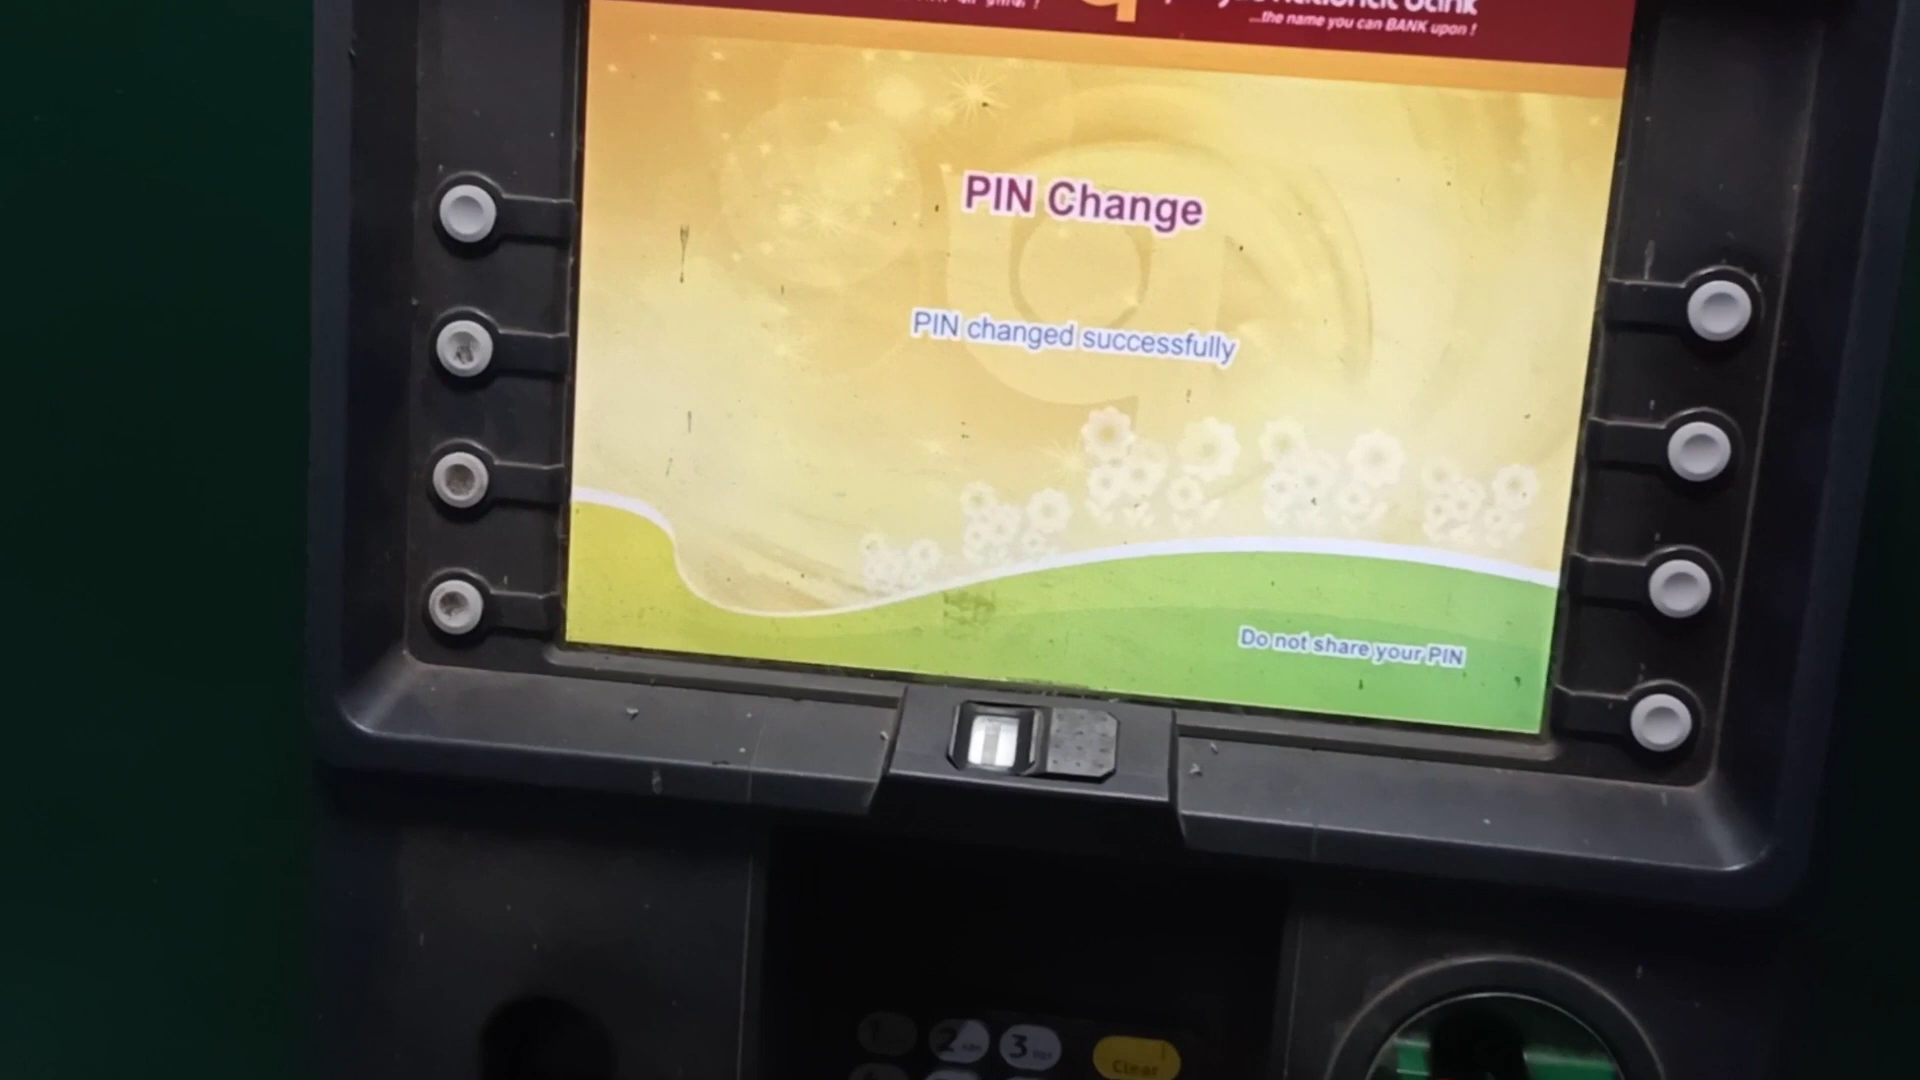 bank
...the name you can BANK upon !
PIN Change
PIN changed successfully
Do not share your PIN
2 ABC 3 DEF
Clear